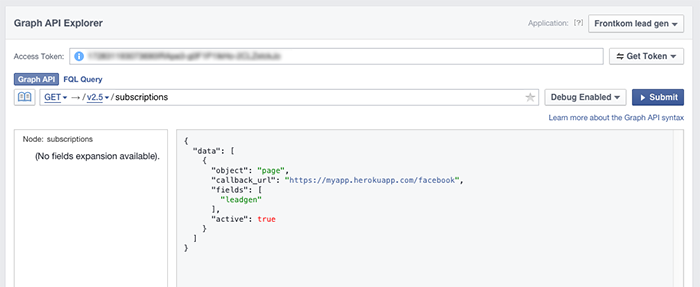 Graph API Explorer
Application: [?] Frontkom lead gen
Access Token:
Get Token
Graph API FQL Query
GET → / v2.5 / subscriptions
Debug Enabled
Submit
Learn more about the Graph API syntax
Node: subscriptions
(No fields expansion available).
{
"data": [
{
"object": "page",
"callback_url": "https://myapp.herokuapp.com/facebook",
"fields": [
"leadgen"
],
"active": true
}
]
}